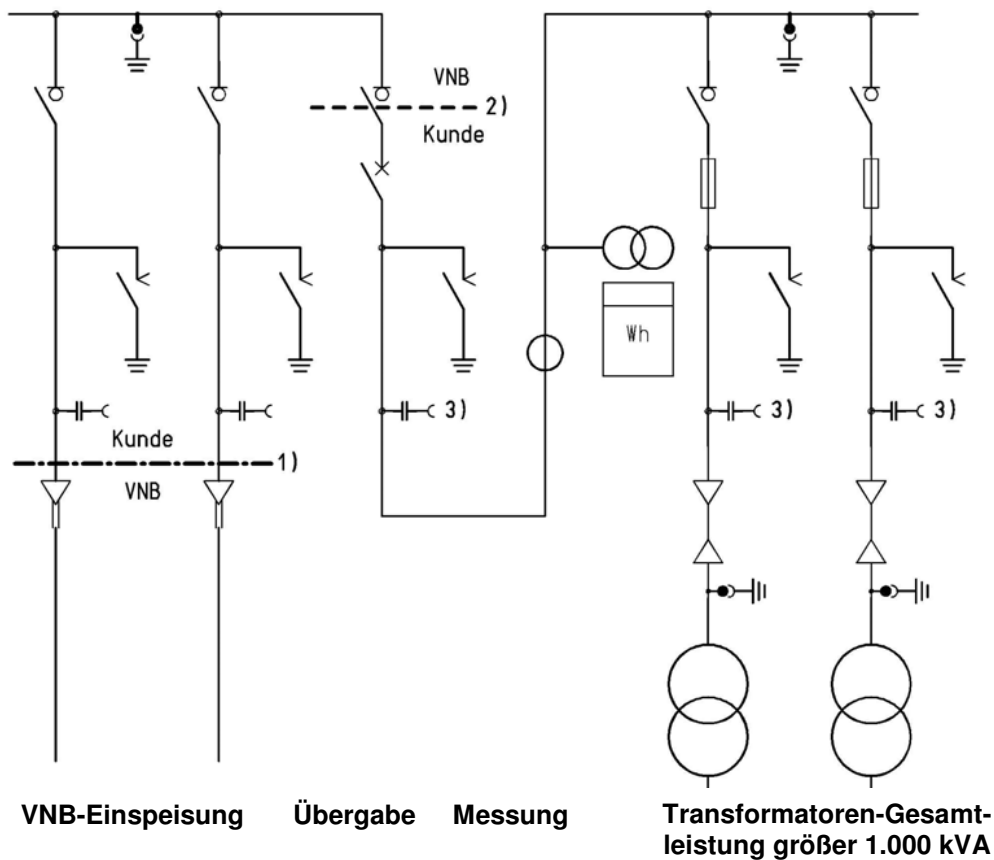 VNB
2)
Kunde
Wh
3)
3)
3)
Kunde
1)
VNB
VNB-Einspeisung Übergabe Messung Transformatoren-Gesamt-
leistung größer 1.000 kVA